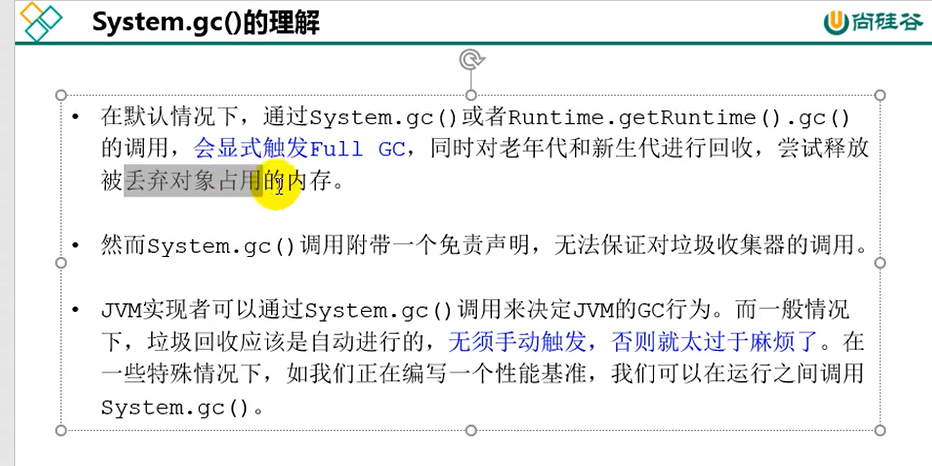 System.gc()的理解
尚硅谷
• 在默认情况下，通过System.gc()或者Runtime.getRuntime().gc()
的调用，会显式触发Full GC，同时对老年代和新生代进行回收，尝试释放
被丢弃对象占用的内存。
• 然而System.gc()调用附带一个免责声明，无法保证对垃圾收集器的调用。
• JVM实现者可以通过System.gc()调用来决定JVM的GC行为。而一般情况
下，垃圾回收应该是自动进行的，无须手动触发，否则就太过于麻烦了。在
一些特殊情况下，如我们正在编写一个性能基准，我们可以在运行之间调用
System.gc()。